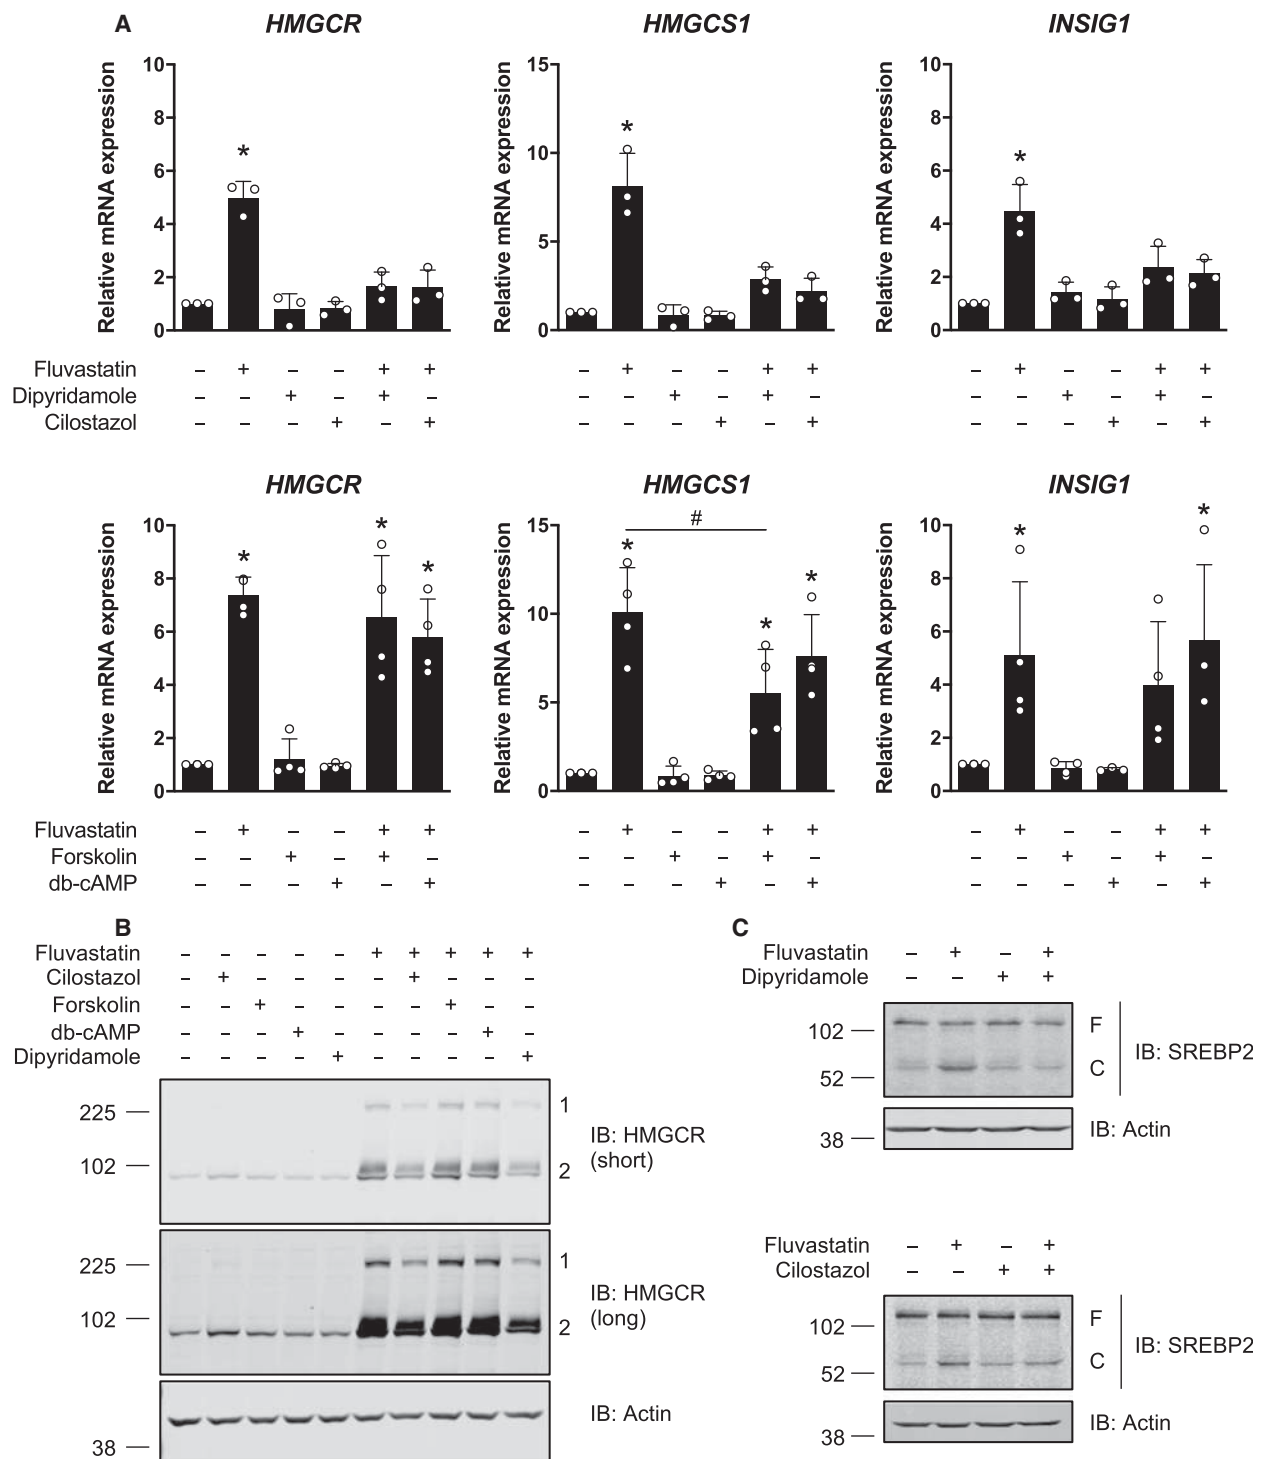 A
HMGCR HMGCS1 INSIG1
Relative mRNA expression
10
8
6
4
2
0
*
Relative mRNA expression
15
10
5
0
*
Relative mRNA expression
10
8
6
4
2
0
*
Fluvastatin – + – – + + – + – – + + – + – – + +
Dipyridamole – – + – + – – – + – + – – – + – + –
Cilostazol – – – + – + – – – + – + – – – + – +
HMGCR HMGCS1 INSIG1
Relative mRNA expression
10
8
6
4
2
0
* * *
Relative mRNA expression
15
10
5
0
#
* * *
Relative mRNA expression
10
8
6
4
2
0
* *
Fluvastatin – + – – + + – + – – + + – + – – + +
Forskolin – – + – + – – – + – + – – – + – + –
db-cAMP – – – + – + – – – + – + – – – + – +
B
Fluvastatin – – – – – + + + + +
Cilostazol – + – – – – + – – –
Forskolin – – + – – – – + – –
db-cAMP – – – + – – – – + –
Dipyridamole – – – – + – – – – +
225
102
1
2
IB: HMGCR
(short)
225
102
1
2
IB: HMGCR
(long)
38
IB: Actin
C
Fluvastatin – + – +
Dipyridamole – – + +
102
52
F
C
IB: SREBP2
38
IB: Actin
Fluvastatin – + – +
Cilostazol – – + +
102
52
F
C
IB: SREBP2
38
IB: Actin